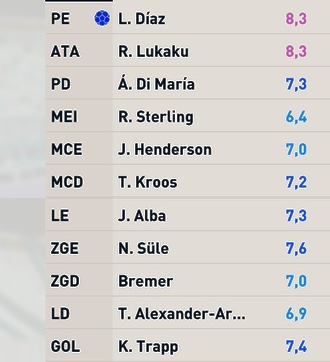 PE L. Díaz 8,3
ATA R. Lukaku 8,3
PD Á. Di María 7,3
MEI R. Sterling 6,4
MCE J. Henderson 7,0
MCD T. Kroos 7,2
LE J. Alba 7,3
ZGE N. Süle 7,6
ZGD Bremer 7,0
LD T. Alexander-Ar... 6,9
GOL K. Trapp 7,4